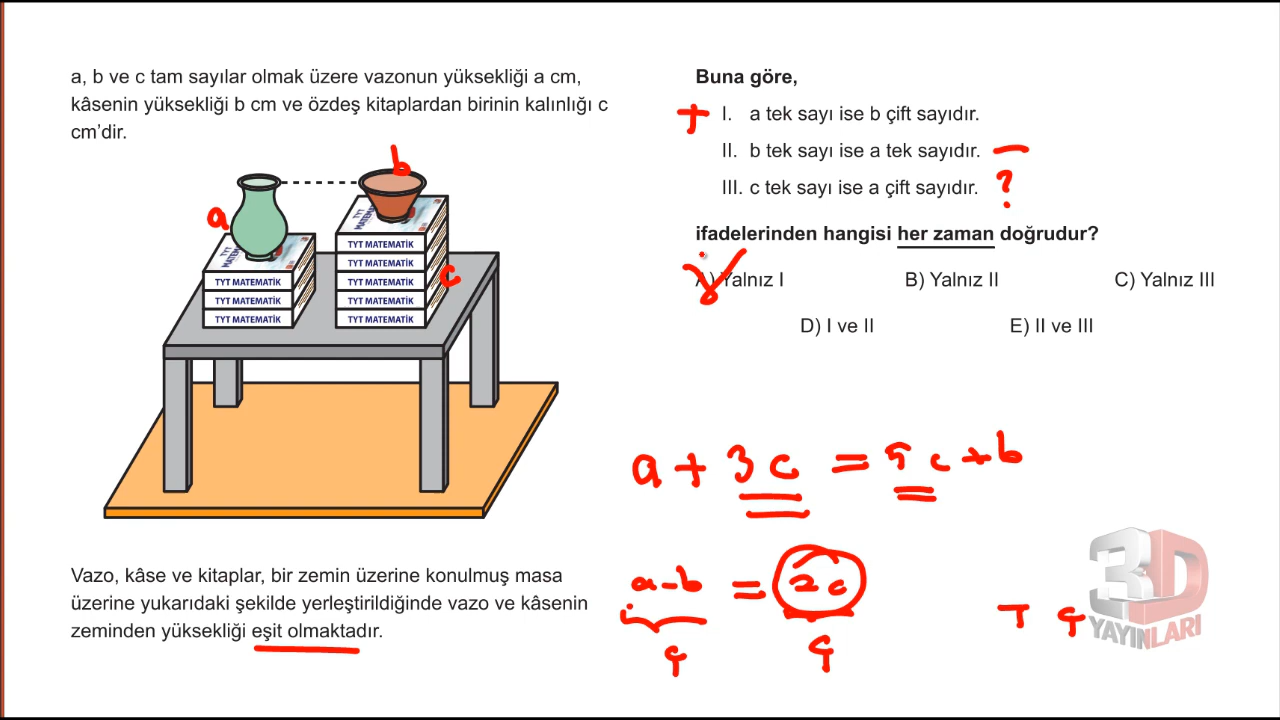 a, b ve c tam sayılar olmak üzere vazonun yüksekliği a cm,
kâsenin yüksekliği b cm ve özdeş kitaplardan birinin kalınlığı c
cm'dir.
b
a
c
TYT MATEMATİK
TYT MATEMATİK
TYT MATEMATİK
TYT MATEMATİK
TYT MATEMATİK
TYT MATEMATİK
TYT MATEMATİK
TYT MATEMATİK
Vazo, kâse ve kitaplar, bir zemin üzerine konulmuş masa
üzerine yukarıdaki şekilde yerleştirildiğinde vazo ve kâsenin
zeminden yüksekliği eşit olmaktadır.
Buna göre,
+ I. a tek sayı ise b çift sayıdır.
II. b tek sayı ise a tek sayıdır. —
III. c tek sayı ise a çift sayıdır. ?
ifadelerinden hangisi her zaman doğrudur?
A) Yalnız I B) Yalnız II C) Yalnız III
D) I ve II E) II ve III
a + 3c = 5c + b
a - b = 2c
Ç Ç
T Ç
3D
YAYINLARI